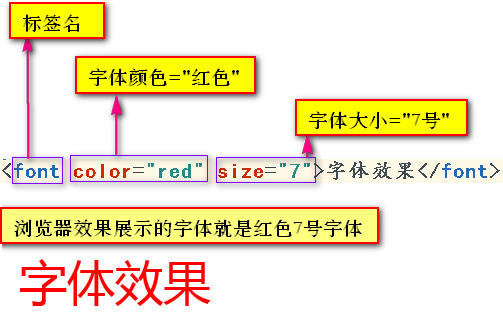 标签名
字体颜色="红色"
字体大小="7号"
<font color="red" size="7">字体效果</font>
浏览器效果展示的字体就是红色7号字体
字体效果